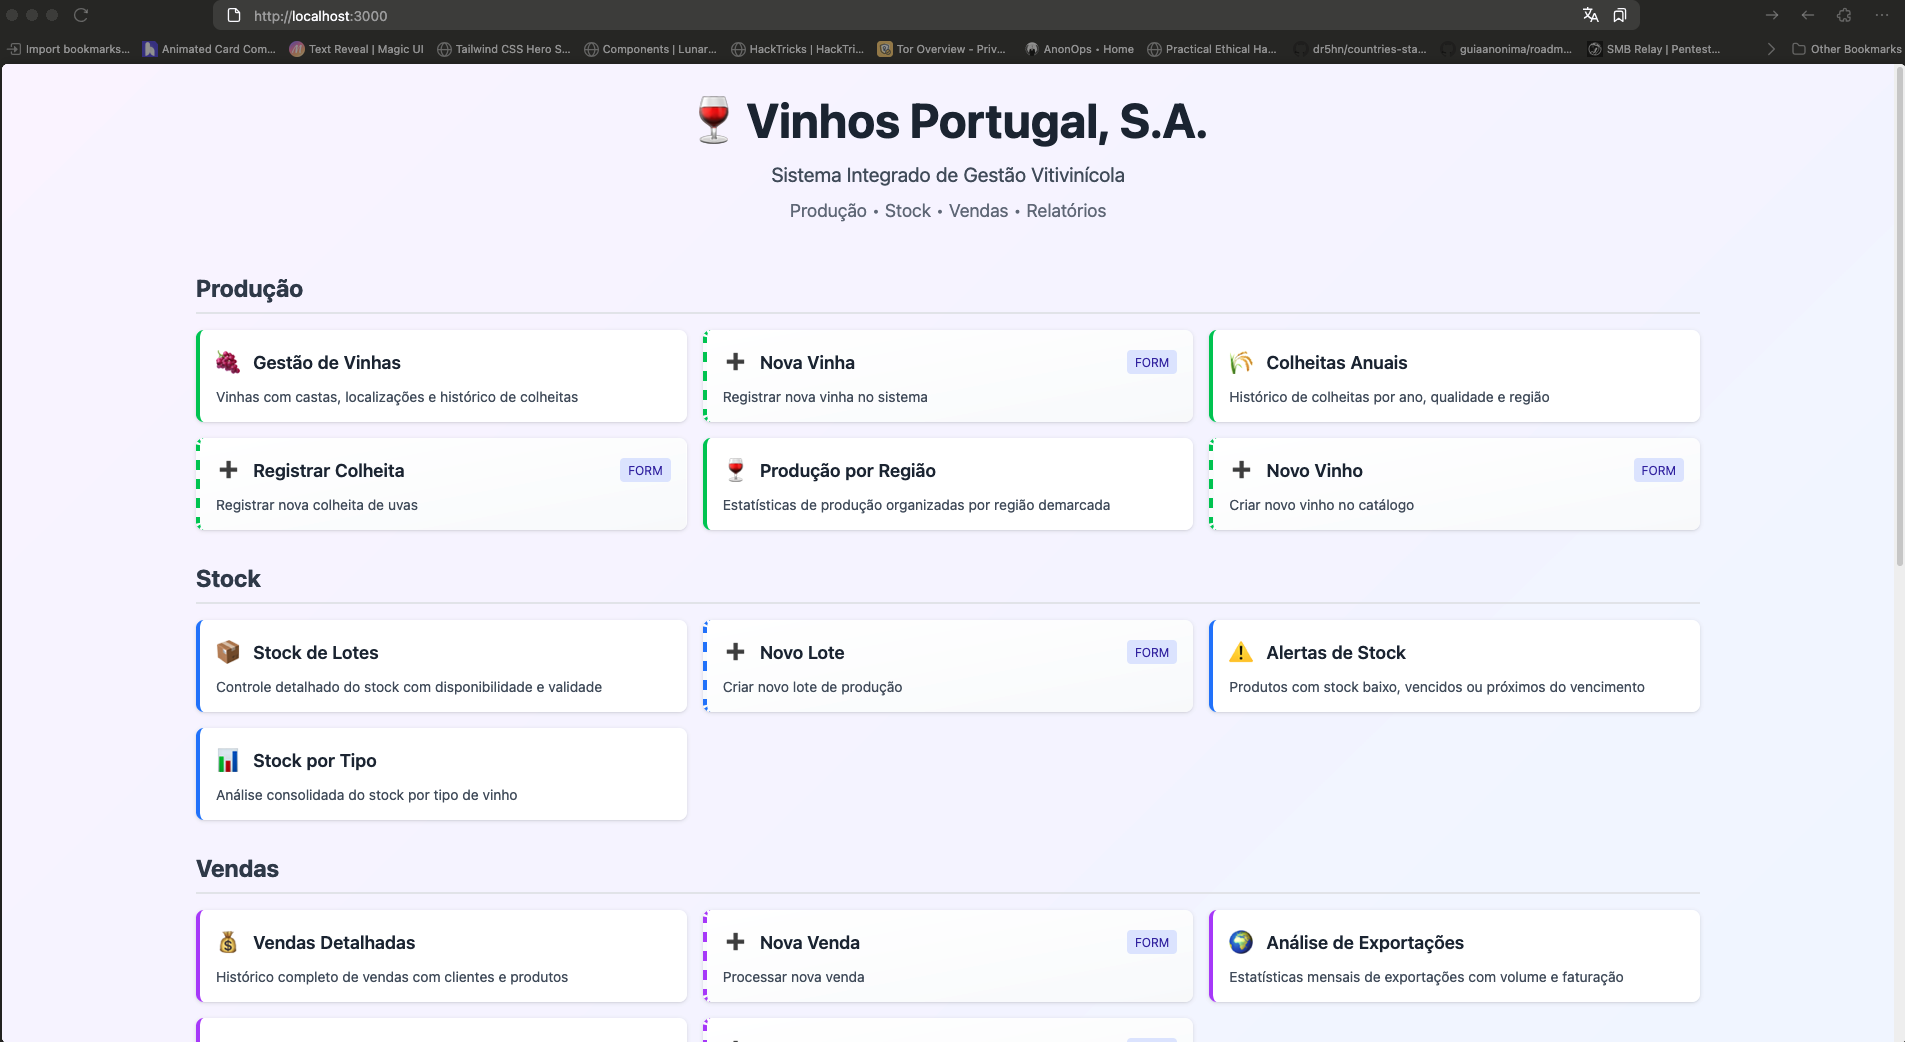 http://localhost:3000
Import bookmarks...
Animated Card Com...
Text Reveal | Magic UI
Tailwind CSS Hero S...
Components | Lunar...
HackTricks | HackTri...
Tor Overview - Priv...
AnonOps • Home
Practical Ethical Ha...
dr5hn/countries-sta...
guiaanonima/roadm...
SMB Relay | Pentest...
Other Bookmarks
Vinhos Portugal, S.A.
Sistema Integrado de Gestão Vitivinícola
Produção • Stock • Vendas • Relatórios
Produção
Gestão de Vinhas
Vinhas com castas, localizações e histórico de colheitas
Nova Vinha
FORM
Registrar nova vinha no sistema
Colheitas Anuais
Histórico de colheitas por ano, qualidade e região
Registrar Colheita
FORM
Registrar nova colheita de uvas
Produção por Região
Estatísticas de produção organizadas por região demarcada
Novo Vinho
FORM
Criar novo vinho no catálogo
Stock
Stock de Lotes
Controle detalhado do stock com disponibilidade e validade
Novo Lote
FORM
Criar novo lote de produção
Alertas de Stock
Produtos com stock baixo, vencidos ou próximos do vencimento
Stock por Tipo
Análise consolidada do stock por tipo de vinho
Vendas
Vendas Detalhadas
Histórico completo de vendas com clientes e produtos
Nova Venda
FORM
Processar nova venda
Análise de Exportações
Estatísticas mensais de exportações com volume e faturação